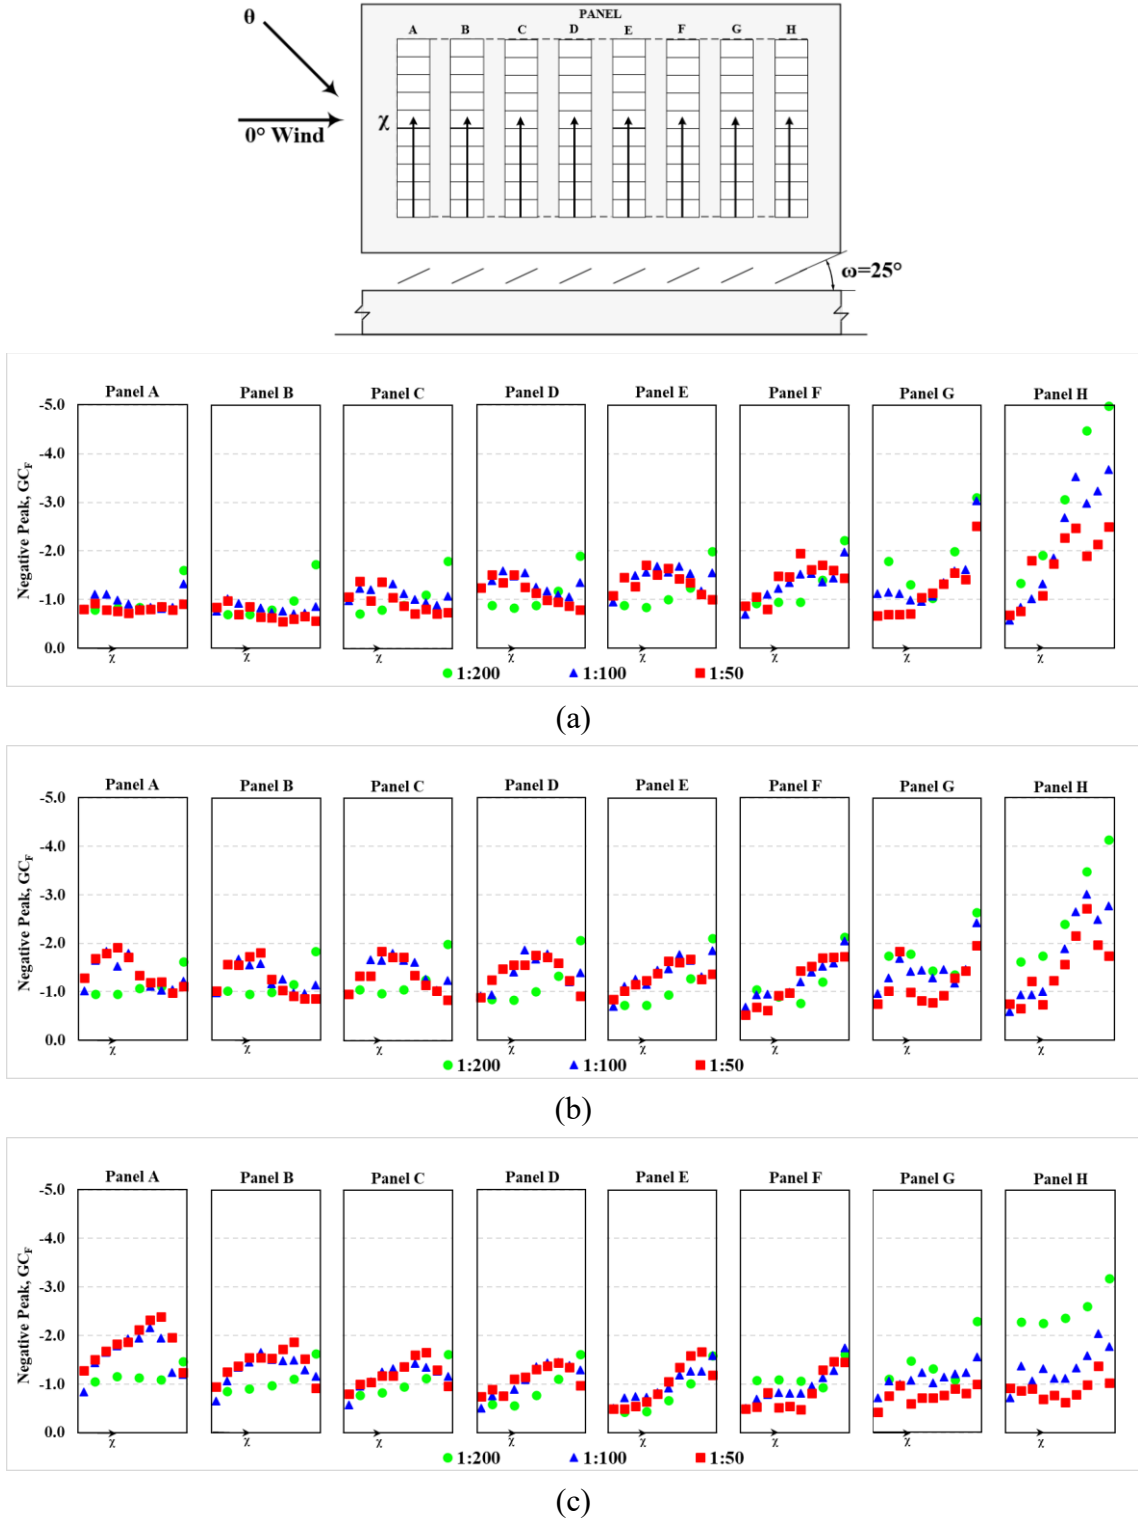 PANEL
A B C D E F G H
θ
0° Wind
χ
ω=25°
Panel A Panel B Panel C Panel D Panel E Panel F Panel G Panel H
Negative Peak, GC_F
-5.0
-4.0
-3.0
-2.0
-1.0
0.0
χ χ χ χ χ χ χ χ
1:200 1:100 1:50
(a)
Panel A Panel B Panel C Panel D Panel E Panel F Panel G Panel H
Negative Peak, GC_F
-5.0
-4.0
-3.0
-2.0
-1.0
0.0
χ χ χ χ χ χ χ χ
1:200 1:100 1:50
(b)
Panel A Panel B Panel C Panel D Panel E Panel F Panel G Panel H
Negative Peak, GC_F
-5.0
-4.0
-3.0
-2.0
-1.0
0.0
χ χ χ χ χ χ χ χ
1:200 1:100 1:50
(c)